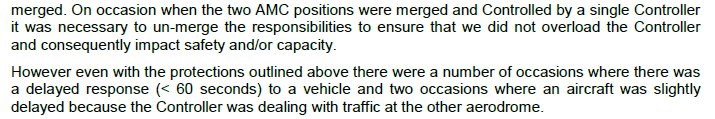 merged. On occasion when the two AMC positions were merged and Controlled by a single Controller
it was necessary to un-merge the responsibilities to ensure that we did not overload the Controller
and consequently impact safety and/or capacity.
However even with the protections outlined above there were a number of occasions where there was
a delayed response (< 60 seconds) to a vehicle and two occasions where an aircraft was slightly
delayed because the Controller was dealing with traffic at the other aerodrome.